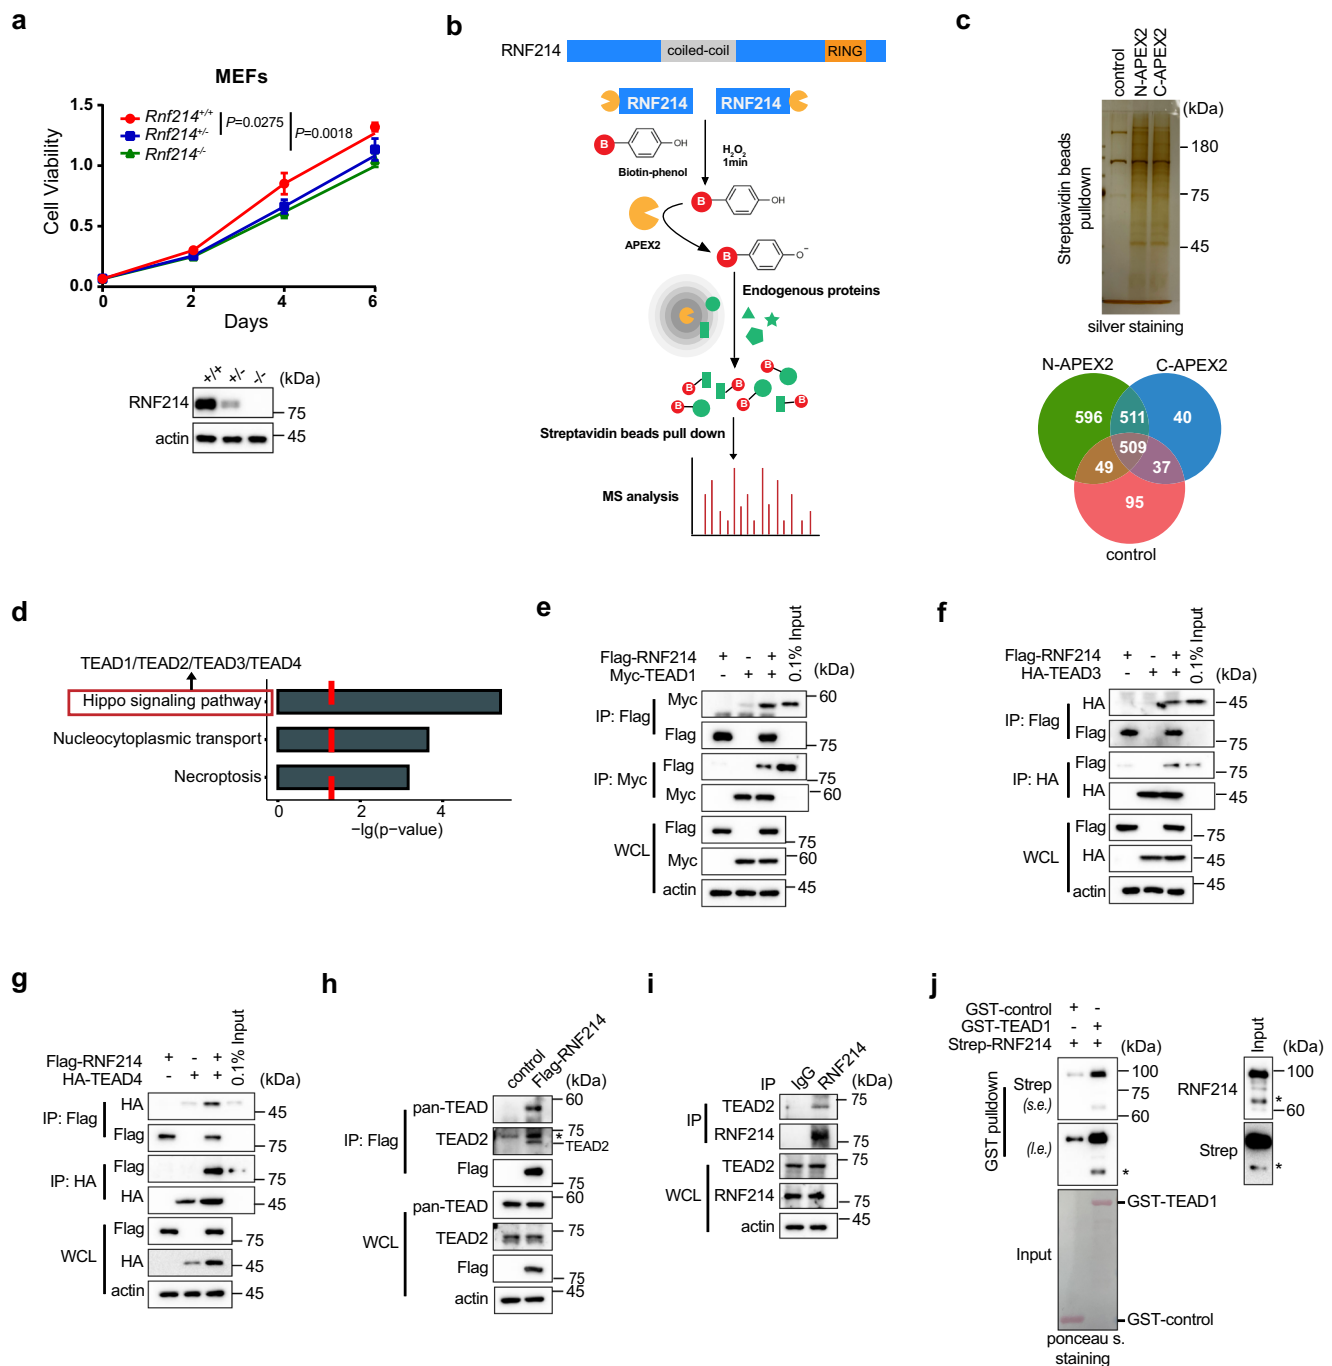 a
MEFs
1.5
1.0
0.5
0.0
Cell Viability
Rnf214+/+
Rnf214+/-
Rnf214-/-
P=0.0275
P=0.0018
0 2 4 6
Days
+/+ +/- -/- (kDa)
RNF214
75
actin
45
b
RNF214 coiled-coil RING
RNF214 RNF214
B OH
Biotin-phenol
H2O2
1min
B OH
APEX2
B O−
Endogenous proteins
B B B B B B
Streptavidin beads pull down
MS analysis
c
control N-APEX2 C-APEX2
(kDa)
180
75
45
Streptavidin beads
pulldown
silver staining
N-APEX2 C-APEX2
596 511 40
509
49 37
95
control
d
TEAD1/TEAD2/TEAD3/TEAD4
Hippo signaling pathway
Nucleocytoplasmic transport
Necroptosis
0 2 4
−lg(p-value)
e
Flag-RNF214 + - + 0.1% Input
Myc-TEAD1 - + + (kDa)
IP: Flag
Myc 60
Flag 75
IP: Myc
Flag 75
Myc 60
WCL
Flag 75
Myc 60
actin 45
f
Flag-RNF214 + - + 0.1% Input
HA-TEAD3 - + + (kDa)
IP: Flag
HA 45
Flag 75
IP: HA
Flag 75
HA 45
WCL
Flag 75
HA 45
actin 45
g
Flag-RNF214 + - + 0.1% Input
HA-TEAD4 - + + (kDa)
IP: Flag
HA 45
Flag 75
IP: HA
Flag 75
HA 45
WCL
Flag 75
HA 45
actin 45
h
control Flag-RNF214
(kDa)
IP: Flag
pan-TEAD 60
TEAD2 75 * TEAD2
Flag 75
WCL
pan-TEAD 60
TEAD2 75
Flag 75
actin 45
i
IP IgG RNF214
(kDa)
IP
TEAD2 75
RNF214 75
WCL
TEAD2 75
RNF214 75
actin 45
j
GST-control + -
GST-TEAD1 - +
Strep-RNF214 + + (kDa)
GST pulldown
Strep
(s.e.)
100
75
60
(l.e.)
*
Input
GST-TEAD1
GST-control
ponceau s.
staining
Input
(kDa)
RNF214
100
*
60
Strep
*